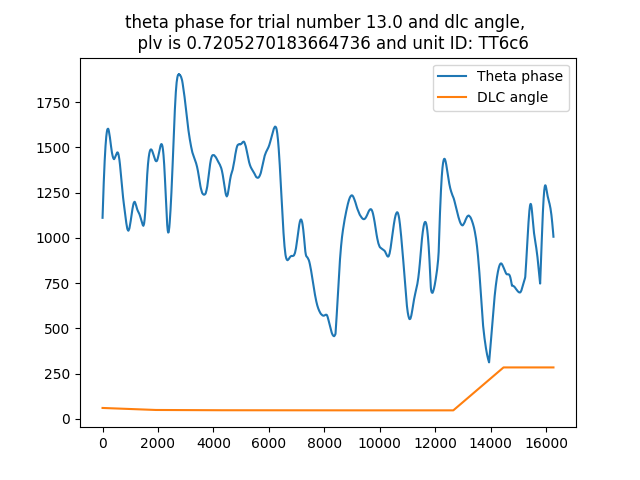 theta phase for trial number 13.0 and dlc angle,
plv is 0.7205270183664736 and unit ID: TT6c6
Theta phase
DLC angle
1750
1500
1250
1000
750
500
250
0
0 2000 4000 6000 8000 10000 12000 14000 16000